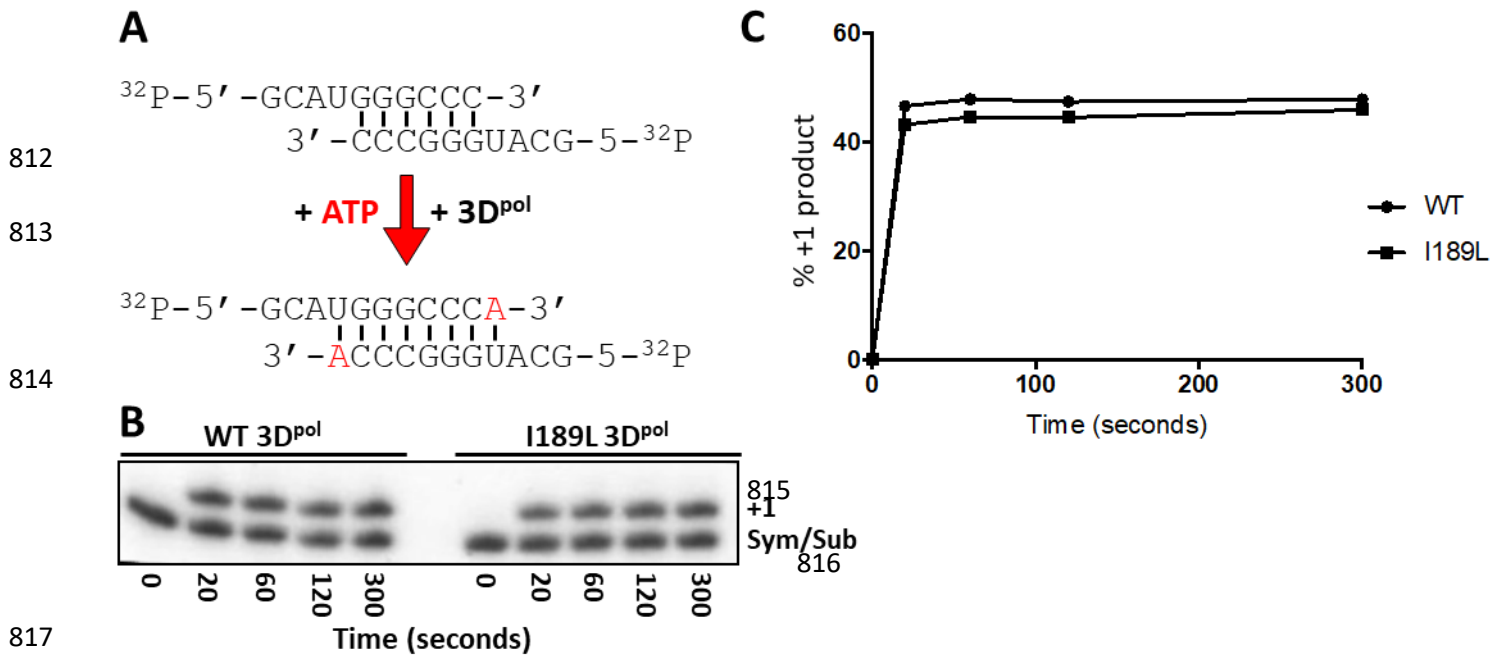 A
32P-5′-GCAUGGGCCC-3′
3′-CCCGGGUACG-5-32P
812
+ ATP + 3Dpol
813
32P-5′-GCAUGGGCCCA-3′
3′-ACCCGGGUACG-5-32P
814
B
WT 3Dpol I189L 3Dpol
815
+1
Sym/Sub
816
0 20 60 120 300 0 20 60 120 300
Time (seconds)
817
C
% +1 product
60
40
20
0
0 100 200 300
Time (seconds)
WT
I189L